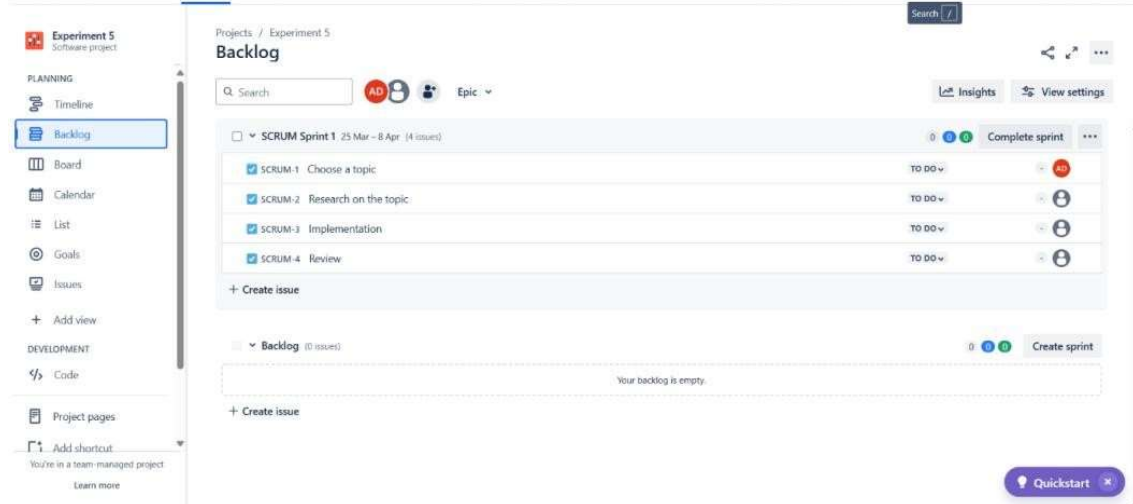 Search /
Experiment 5
Software project
Projects / Experiment 5
Backlog
PLANNING
Search
AD
Epic
Insights
View settings
Timeline
Backlog
Board
Calendar
List
Goals
Issues
+ Add view
DEVELOPMENT
Code
Project pages
Add shortcut
You're in a team-managed project
Learn more
SCRUM Sprint 1 25 Mar – 8 Apr (4 issues)
0 0 0 Complete sprint
SCRUM-1 Choose a topic TO DO - AD
SCRUM-2 Research on the topic TO DO -
SCRUM-3 Implementation TO DO -
SCRUM-4 Review TO DO -
+ Create issue
Backlog (0 issues) 0 0 0 Create sprint
Your backlog is empty.
+ Create issue
Quickstart ×